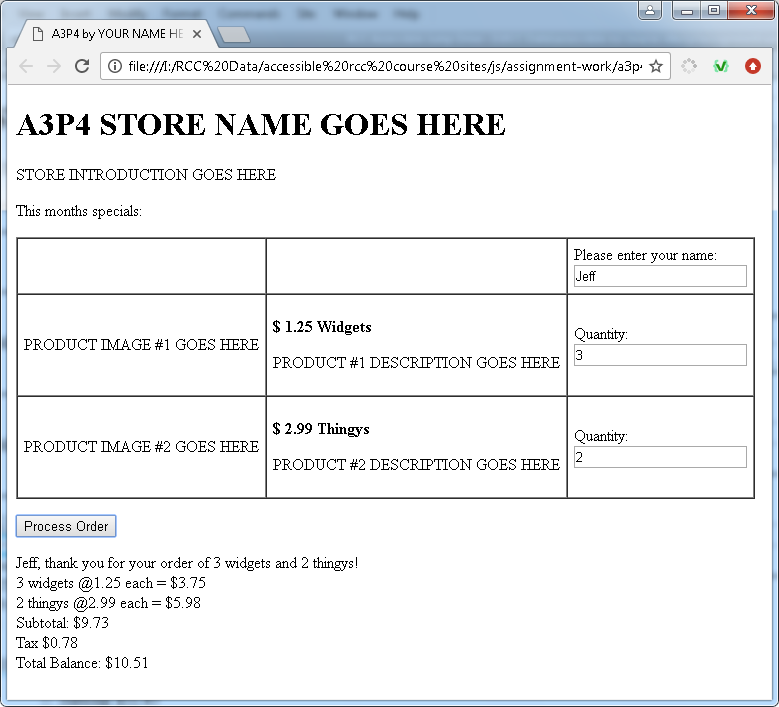 A3P4 by YOUR NAME HE
file:///I:/RCC%20Data/accessible%20rcc%20course%20sites/js/assignment-work/a3p4
A3P4 STORE NAME GOES HERE
STORE INTRODUCTION GOES HERE
This months specials:
Please enter your name:
Jeff
PRODUCT IMAGE #1 GOES HERE
$ 1.25 Widgets
PRODUCT #1 DESCRIPTION GOES HERE
Quantity:
3
PRODUCT IMAGE #2 GOES HERE
$ 2.99 Thingys
PRODUCT #2 DESCRIPTION GOES HERE
Quantity:
2
Process Order
Jeff, thank you for your order of 3 widgets and 2 thingys!
3 widgets @1.25 each = $3.75
2 thingys @2.99 each = $5.98
Subtotal: $9.73
Tax $0.78
Total Balance: $10.51